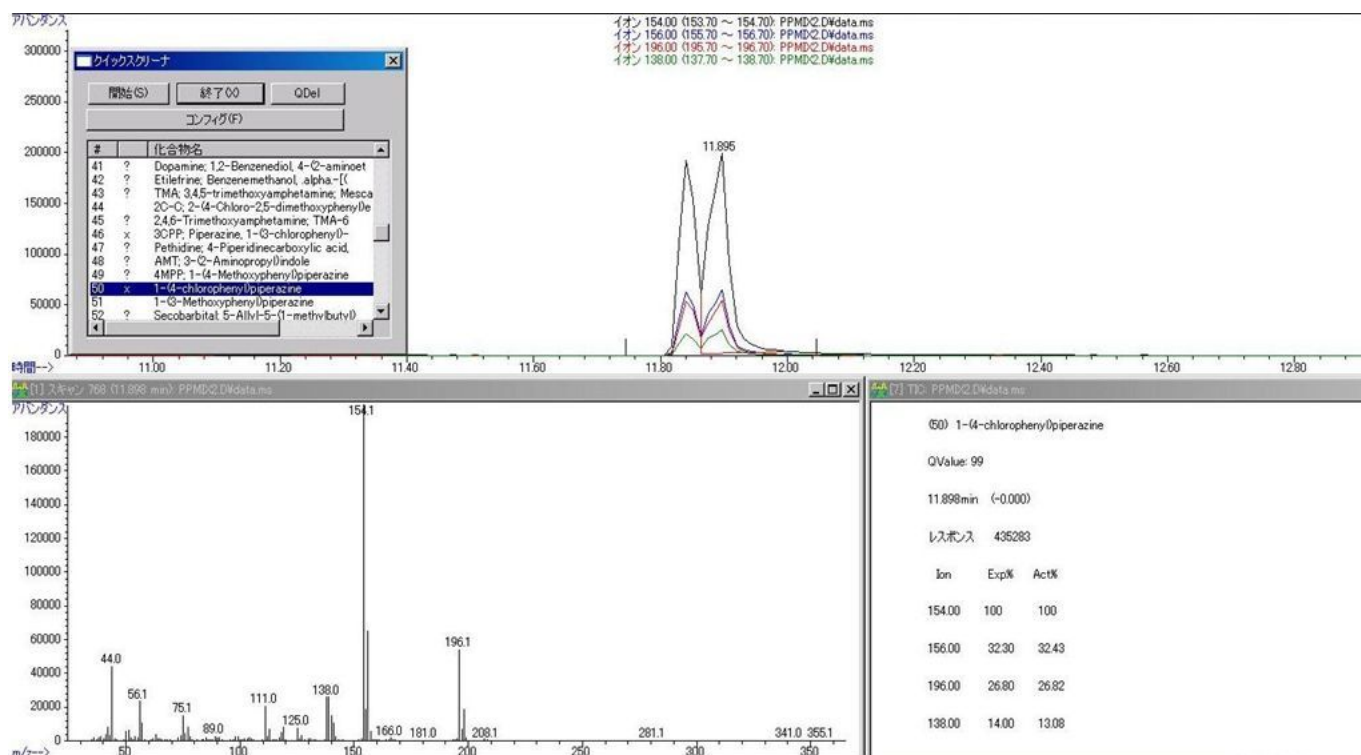 アバンダンス
イオン 154.00 (153.70 ～ 154.70): PPMIX2.D¥data.ms
イオン 156.00 (155.70 ～ 156.70): PPMIX2.D¥data.ms
イオン 196.00 (195.70 ～ 196.70): PPMIX2.D¥data.ms
イオン 138.00 (137.70 ～ 138.70): PPMIX2.D¥data.ms
300000
250000
200000
150000
100000
50000
0
クイックスクリーナ
開始(S) 終了(X) QDel
コンフィグ(F)
# 化合物名
41 ? Dopamine; 1,2-Benzenediol, 4-(2-aminoet
42 ? Etilefrine; Benzenemethanol, .alpha.-[(
43 ? TMA; 3,4,5-trimethoxyamphetamine; Mesca
44 2C-C; 2-(4-Chloro-2,5-dimethoxyphenyl)e
45 ? 2,4,6-Trimethoxyamphetamine; TMA-6
46 x 3CPP; Piperazine, 1-(3-chlorophenyl)-
47 ? Pethidine; 4-Piperidinecarboxylic acid,
48 ? AMT; 3-(2-Aminopropyl)indole
49 ? 4MPP; 1-(4-Methoxyphenyl)piperazine
50 x 1-(4-chlorophenyl)piperazine
51 1-(3-Methoxyphenyl)piperazine
52 ? Secobarbital; 5-Allyl-5-(1-methylbutyl)
11.895
時間--> 11.00 11.20 11.40 11.60 11.80 12.00 12.20 12.40 12.60 12.80
[1] スキャン 768 (11.898 min): PPMIX2.D¥data.ms
アバンダンス
180000
160000
140000
120000
100000
80000
60000
40000
20000
0
44.0
56.1
75.1
89.0
111.0
125.0
138.0
154.1
166.0
181.0
196.1
208.1
281.1
341.0
355.1
m/z--> 50 100 150 200 250 300 350
[7] TIC: PPMIX2.D¥data.ms
(50) 1-(4-chlorophenyl)piperazine
QValue: 99
11.898min (-0.000)
レスポンス 435283
Ion Exp% Act%
154.00 100 100
156.00 32.30 32.43
196.00 26.80 26.82
138.00 14.00 13.08